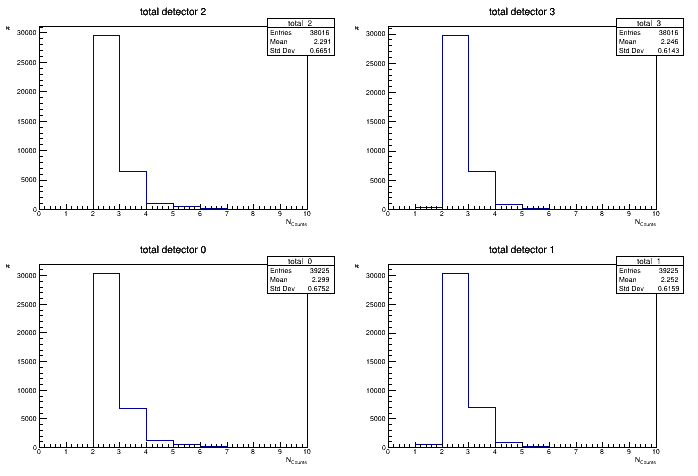 total detector 2
total_2
Entries 38016
Mean 2.291
Std Dev 0.6651
#
30000
25000
20000
15000
10000
5000
0
0 1 2 3 4 5 6 7 8 9 10
N_Counts
total detector 3
total_3
Entries 38016
Mean 2.246
Std Dev 0.6143
#
30000
25000
20000
15000
10000
5000
0
0 1 2 3 4 5 6 7 8 9 10
N_Counts
total detector 0
total_0
Entries 39225
Mean 2.299
Std Dev 0.6752
#
30000
25000
20000
15000
10000
5000
0
0 1 2 3 4 5 6 7 8 9 10
N_Counts
total detector 1
total_1
Entries 39225
Mean 2.252
Std Dev 0.6159
#
30000
25000
20000
15000
10000
5000
0
0 1 2 3 4 5 6 7 8 9 10
N_Counts